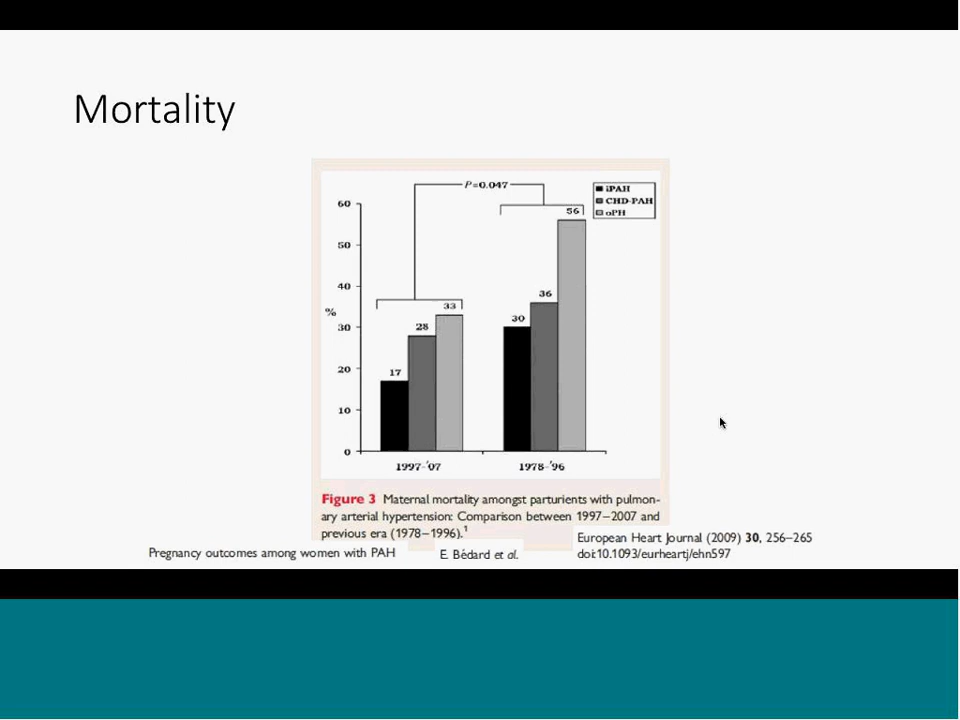 Mortality
P=0.047
iPAH
CHD-PAH
oPH
60
50
40
%
30
20
10
0
17
28
33
30
36
56
1997-'07
1978-'96
Figure 3 Maternal mortality amongst parturients with pulmon-
ary arterial hypertension: Comparison between 1997–2007 and
previous era (1978–1996).¹
European Heart Journal (2009) 30, 256–265
doi:10.1093/eurheartj/ehn597
Pregnancy outcomes among women with PAH
E. Bédard et al.